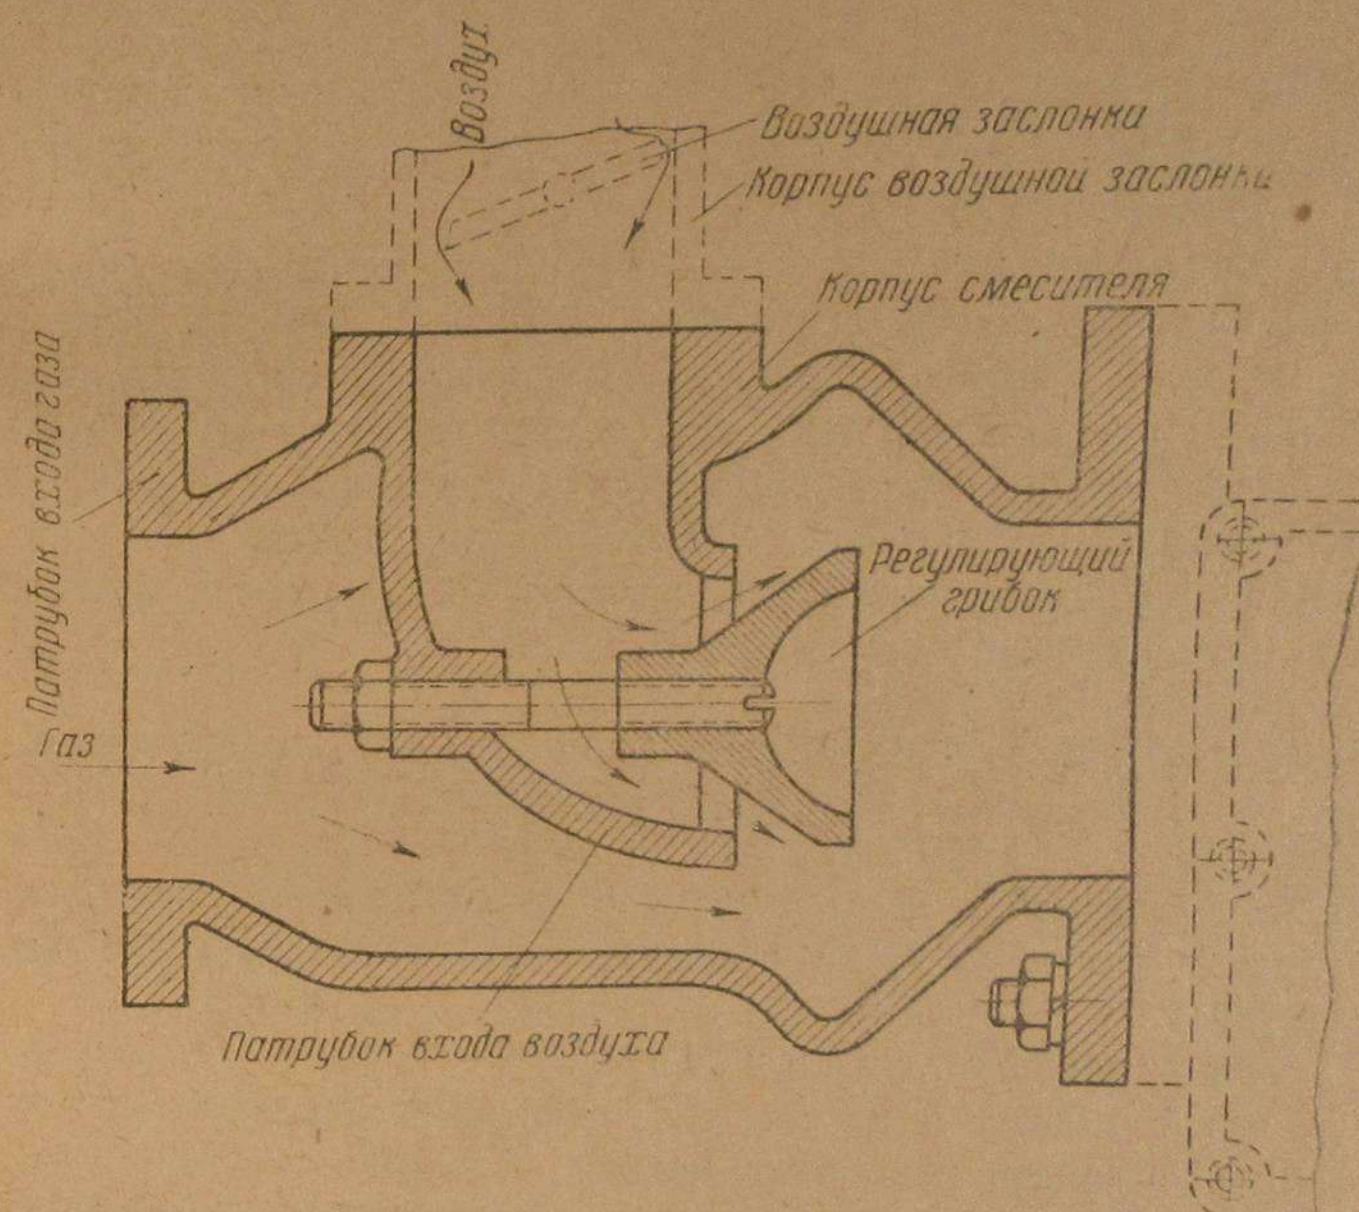 Воздух
Воздушная заслонки
Корпус воздушной заслонки
Корпус смесителя
Патрубок входа газа
Регулирующий
грибок
Газ
Патрубок входа воздуха